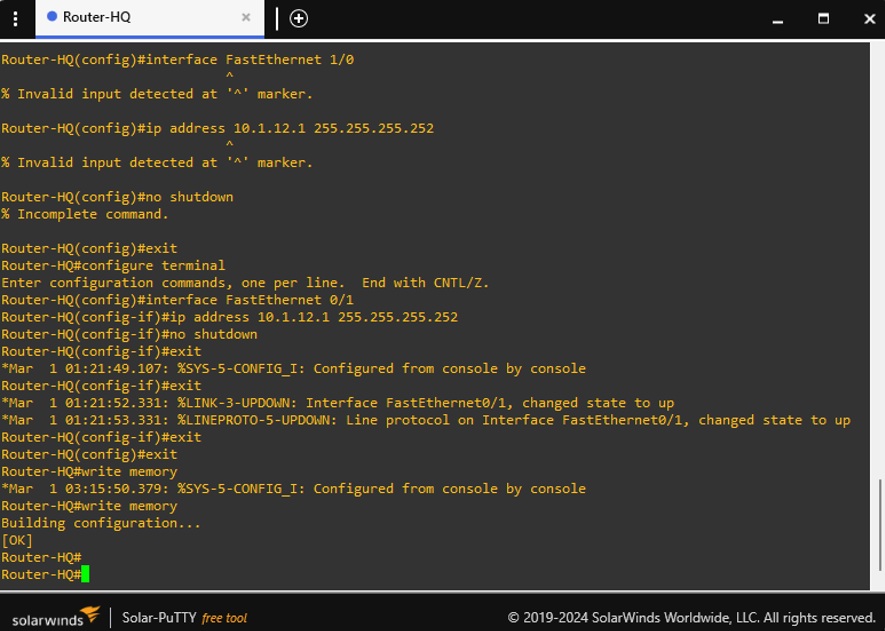 Router-HQ
Router-HQ(config)#interface FastEthernet 1/0
^
% Invalid input detected at '^' marker.
Router-HQ(config)#ip address 10.1.12.1 255.255.255.252
^
% Invalid input detected at '^' marker.
Router-HQ(config)#no shutdown
% Incomplete command.
Router-HQ(config)#exit
Router-HQ#configure terminal
Enter configuration commands, one per line.  End with CNTL/Z.
Router-HQ(config)#interface FastEthernet 0/1
Router-HQ(config-if)#ip address 10.1.12.1 255.255.255.252
Router-HQ(config-if)#no shutdown
Router-HQ(config-if)#exit
*Mar  1 01:21:49.107: %SYS-5-CONFIG_I: Configured from console by console
Router-HQ(config-if)#exit
*Mar  1 01:21:52.331: %LINK-3-UPDOWN: Interface FastEthernet0/1, changed state to up
*Mar  1 01:21:53.331: %LINEPROTO-5-UPDOWN: Line protocol on Interface FastEthernet0/1, changed state to up
Router-HQ(config-if)#exit
Router-HQ(config)#exit
Router-HQ#write memory
*Mar  1 03:15:50.379: %SYS-5-CONFIG_I: Configured from console by console
Router-HQ#write memory
Building configuration...
[OK]
Router-HQ#
Router-HQ#
solarwinds | Solar-PuTTY free tool © 2019-2024 SolarWinds Worldwide, LLC. All rights reserved.